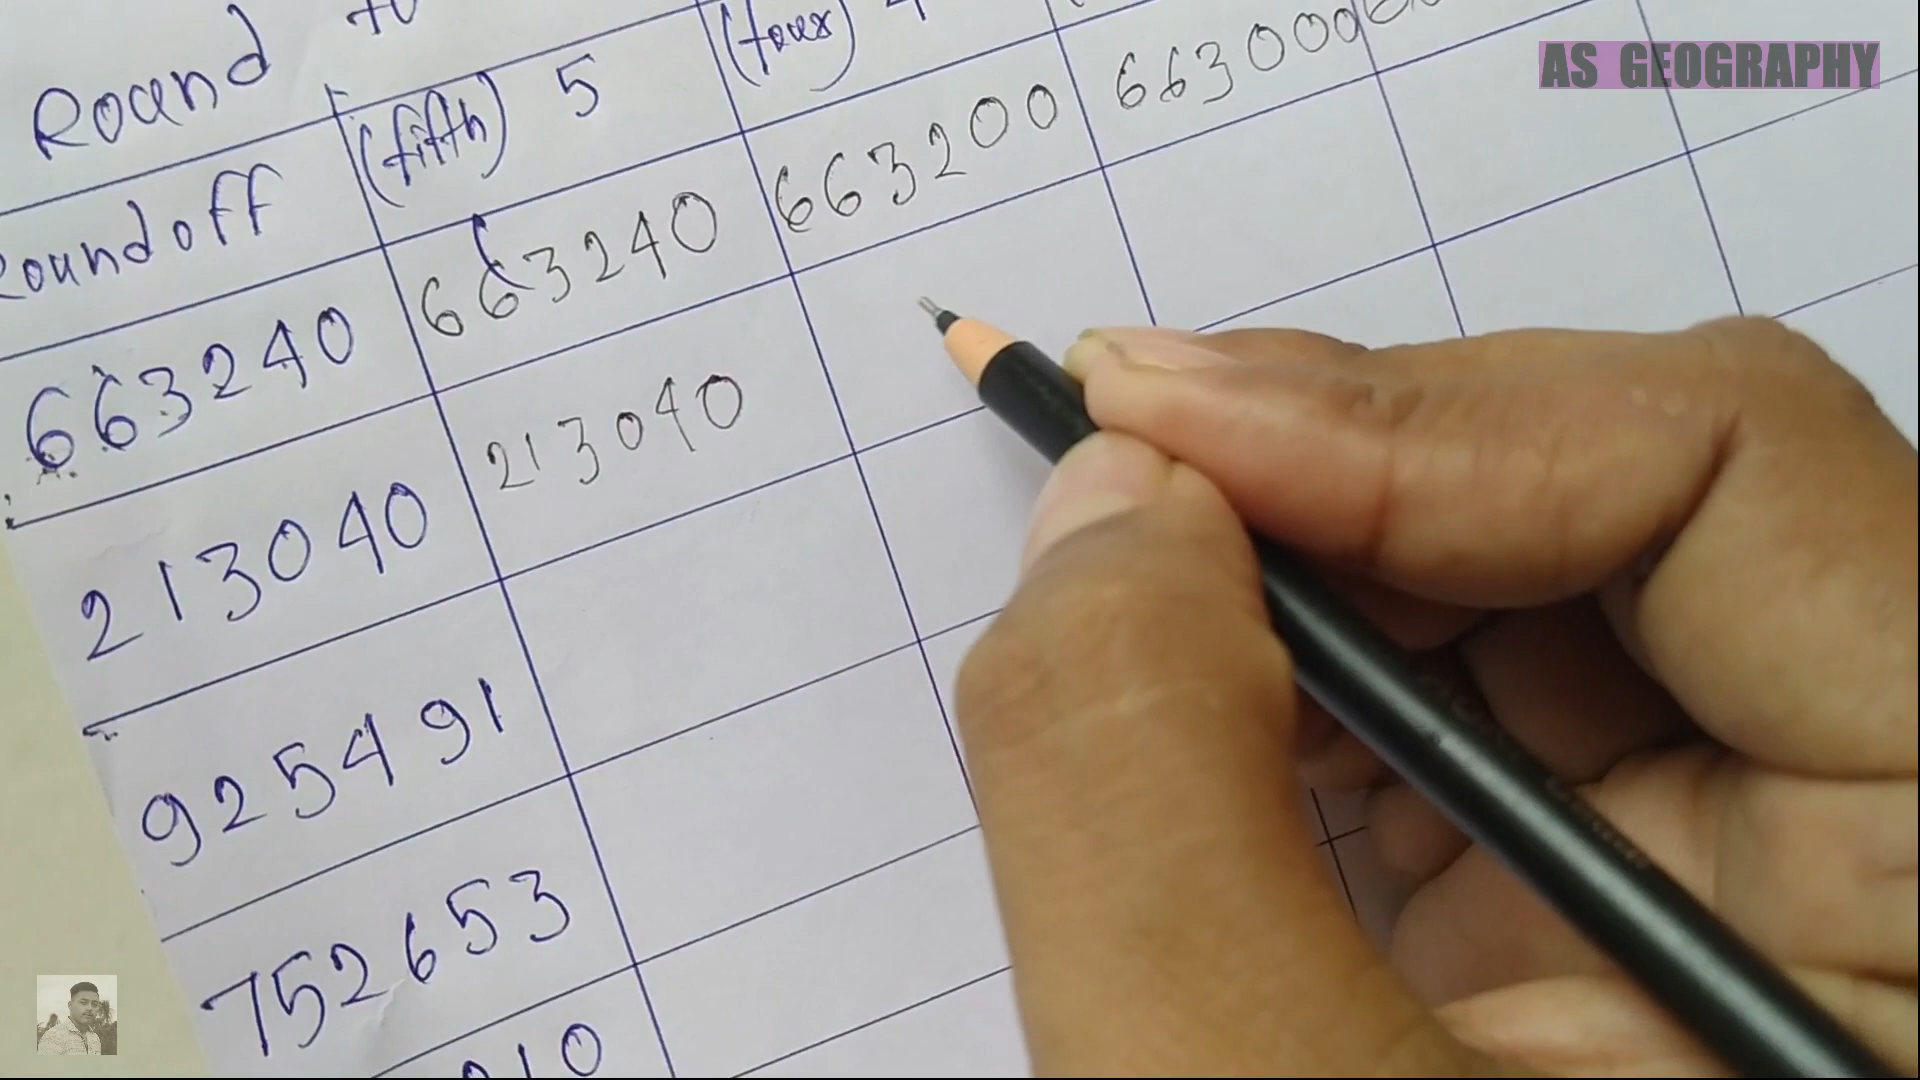 AS GEOGRAPHY
Round to
Roundoff (fifth) 5 (four) 4
663240 663240 663200 663000
213040 213040
925491
752653